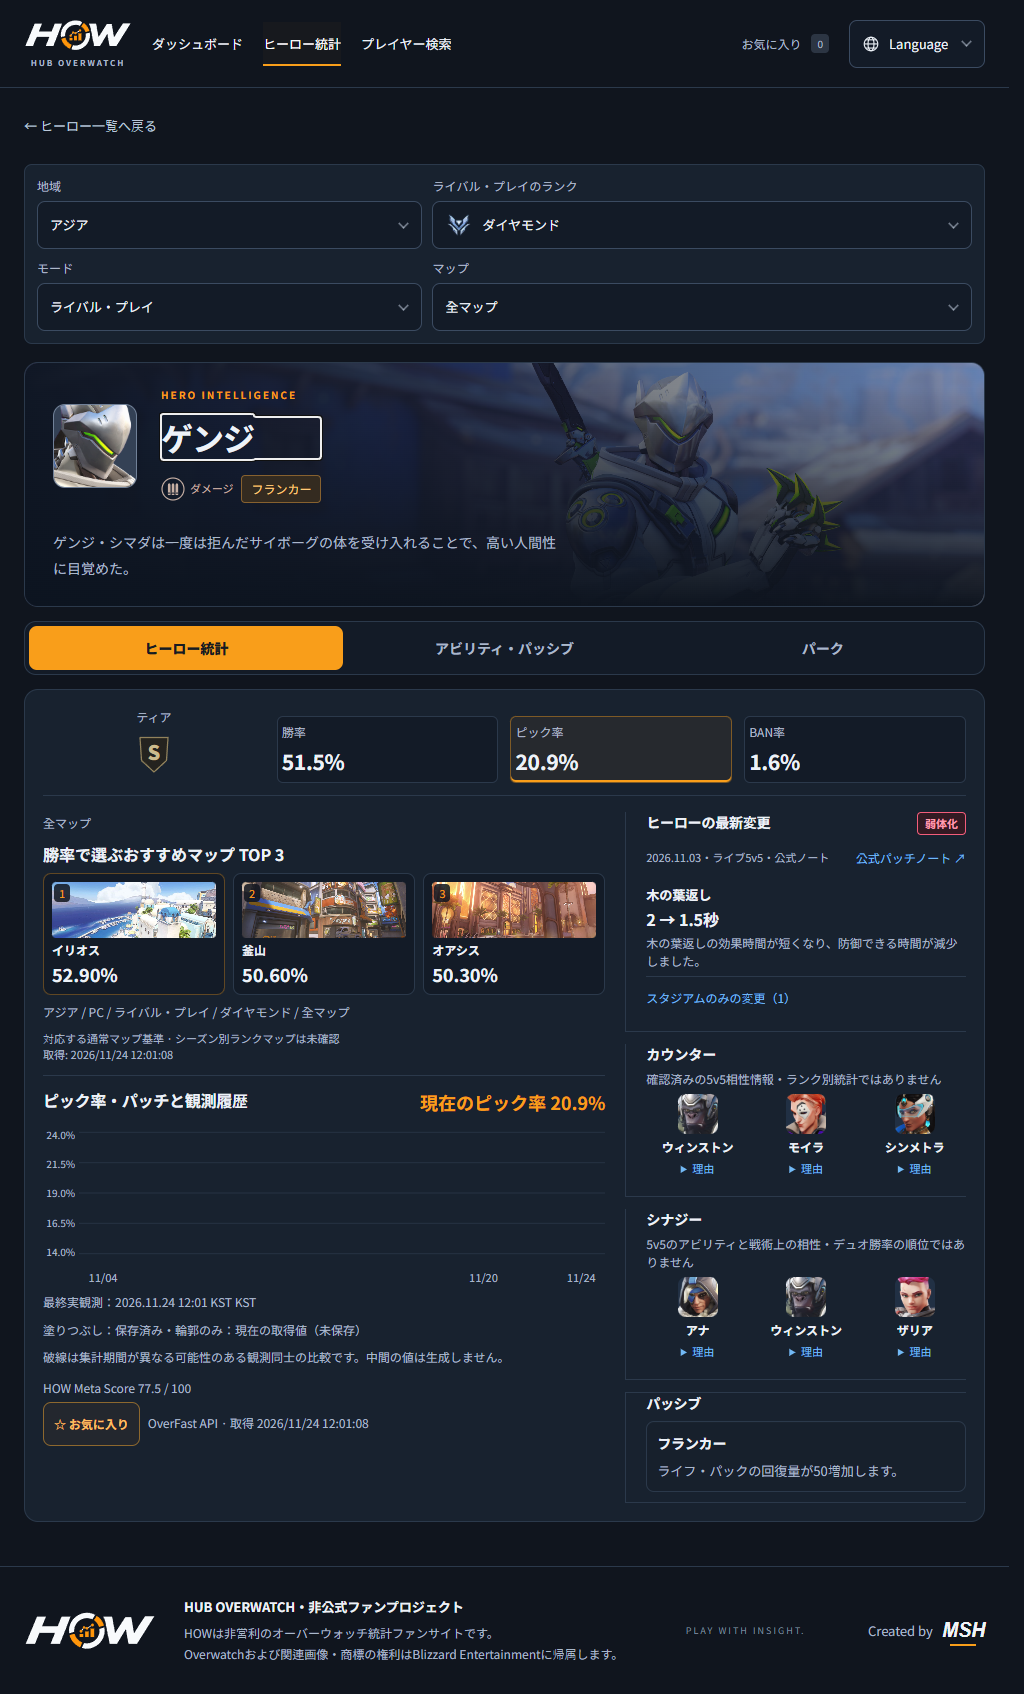 HOW
HUB OVERWATCH
ダッシュボード
ヒーロー統計
プレイヤー検索
お気に入り 0
Language
← ヒーロー一覧へ戻る
地域
ライバル・プレイのランク
アジア
ダイヤモンド
モード
マップ
ライバル・プレイ
全マップ
HERO INTELLIGENCE
ゲンジ
ダメージ フランカー
ゲンジ・シマダは一度は拒んだサイボーグの体を受け入れることで、高い人間性
に目覚めた。
ヒーロー統計
アビリティ・パッシブ
パーク
ティア
S
勝率
51.5%
ピック率
20.9%
BAN率
1.6%
全マップ
勝率で選ぶおすすめマップ TOP 3
1
イリオス
52.90%
2
釜山
50.60%
3
オアシス
50.30%
アジア / PC / ライバル・プレイ / ダイヤモンド / 全マップ
対応する通常マップ基準・シーズン別ランクマップは未確認
取得: 2026/11/24 12:01:08
ピック率・パッチと観測履歴
現在のピック率 20.9%
24.0%
21.5%
19.0%
16.5%
14.0%
11/04
11/20
11/24
最終実観測：2026.11.24 12:01 KST KST
塗りつぶし：保存済み・輪郭のみ：現在の取得値（未保存）
破線は集計期間が異なる可能性のある観測同士の比較です。中間の値は生成しません。
HOW Meta Score 77.5 / 100
☆ お気に入り
OverFast API · 取得 2026/11/24 12:01:08
ヒーローの最新変更
弱体化
2026.11.03・ライブ5v5・公式ノート
公式パッチノート ↗
木の葉返し
2 → 1.5秒
木の葉返しの効果時間が短くなり、防御できる時間が減少
しました。
スタジアムのみの変更（1）
カウンター
確認済みの5v5相性情報・ランク別統計ではありません
ウィンストン
モイラ
シンメトラ
▶ 理由
▶ 理由
▶ 理由
シナジー
5v5のアビリティと戦術上の相性・デュオ勝率の順位ではあ
りません
アナ
ウィンストン
ザリア
▶ 理由
▶ 理由
▶ 理由
パッシブ
フランカー
ライフ・パックの回復量が50増加します。
HOW
HUB OVERWATCH・非公式ファンプロジェクト
HOWは非営利のオーバーウォッチ統計ファンサイトです。
Overwatchおよび関連画像・商標の権利はBlizzard Entertainmentに帰属します。
PLAY WITH INSIGHT.
Created by MSH